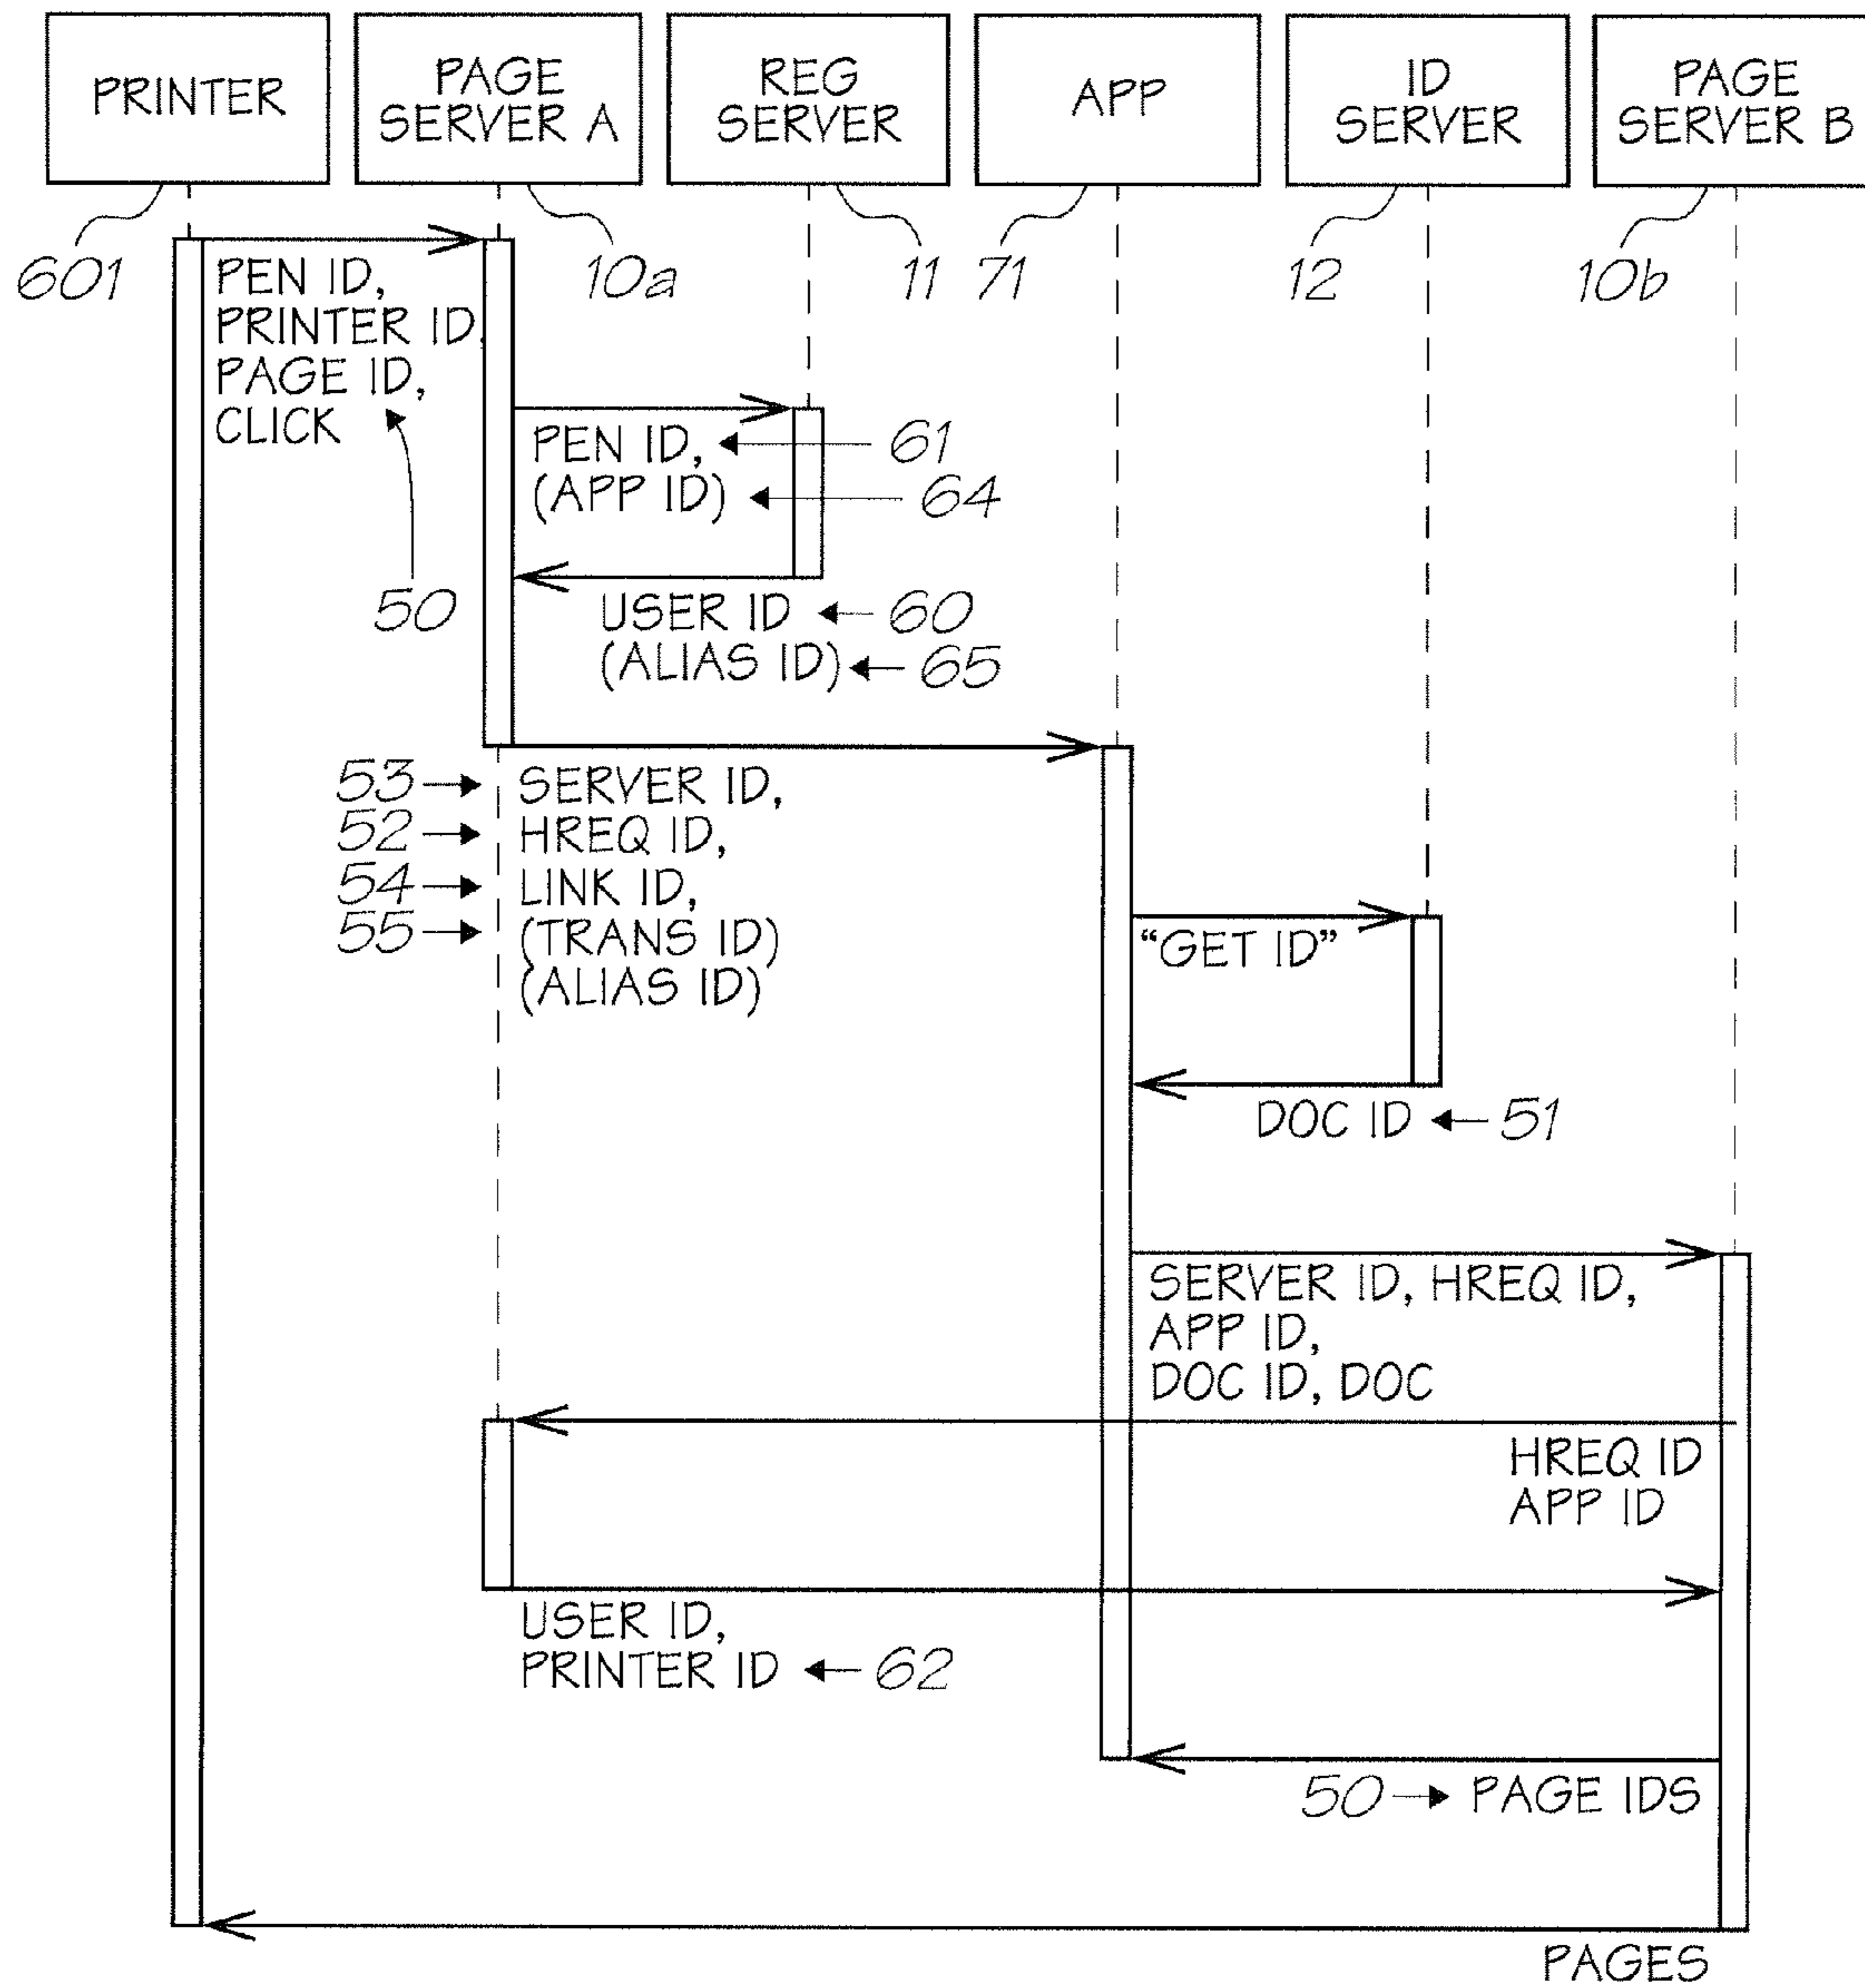 PRINTER
PAGE
SERVER A
REG
SERVER
APP
ID
SERVER
PAGE
SERVER B
601
10a
11
71
12
10b
PEN ID,
PRINTER ID,
PAGE ID,
CLICK
50
PEN ID,
61
(APP ID)
64
USER ID
60
(ALIAS ID)
65
53
SERVER ID,
52
HREQ ID,
54
LINK ID,
55
(TRANS ID)
(ALIAS ID)
"GET ID"
DOC ID
51
SERVER ID, HREQ ID,
APP ID,
DOC ID, DOC
HREQ ID
APP ID
USER ID,
PRINTER ID
62
50
PAGE IDS
PAGES